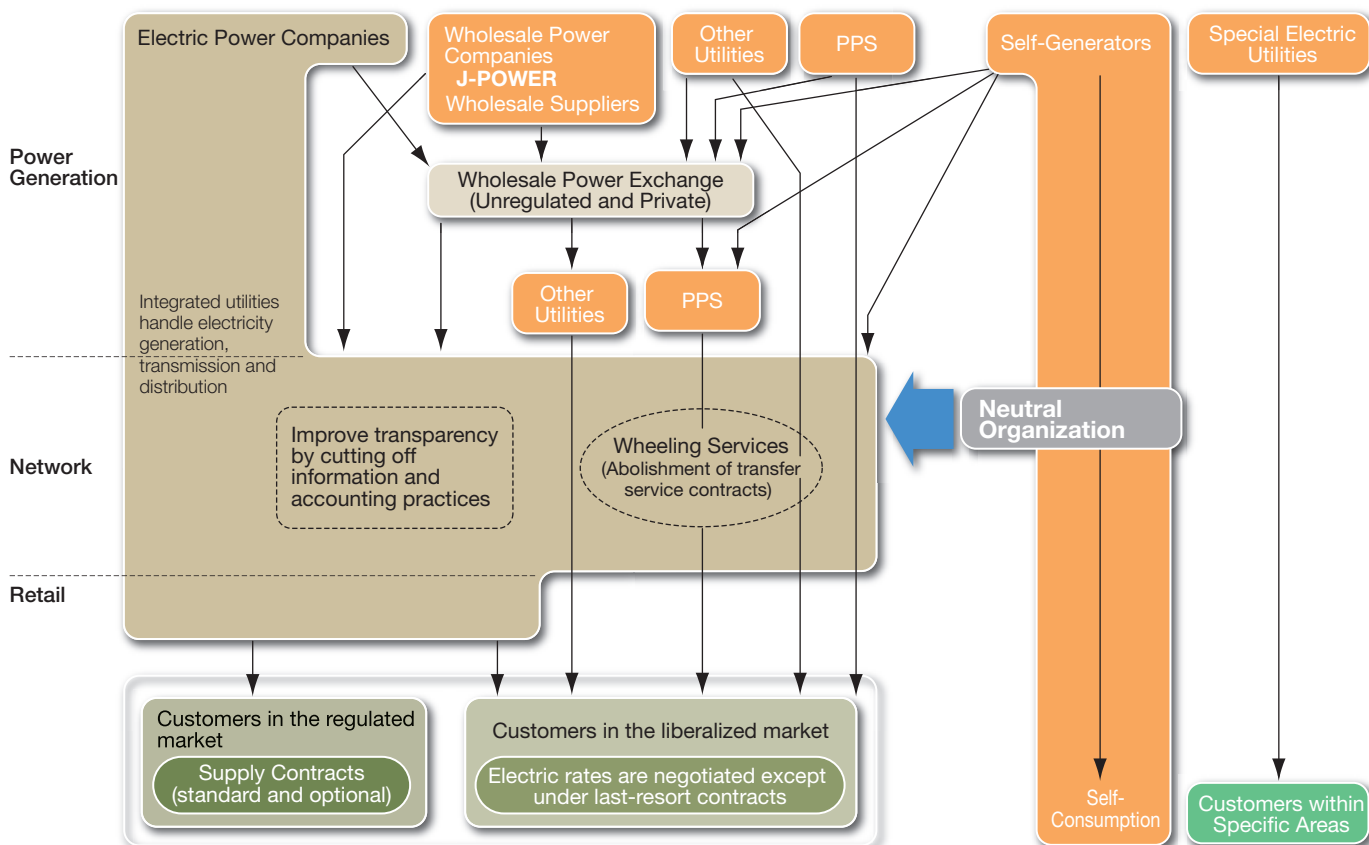 Electric Power Companies
Wholesale Power
Companies
J-POWER
Wholesale Suppliers
Other
Utilities
PPS
Self-Generators
Special Electric
Utilities
Power
Generation
Wholesale Power Exchange
(Unregulated and Private)
Other
Utilities
PPS
Integrated utilities
handle electricity
generation,
transmission and
distribution
Neutral
Organization
Network
Improve transparency
by cutting off
information and
accounting practices
Wheeling Services
(Abolishment of transfer
service contracts)
Retail
Customers in the regulated
market
Supply Contracts
(standard and optional)
Customers in the liberalized market
Electric rates are negotiated except
under last-resort contracts
Self-
Consumption
Customers within
Specific Areas